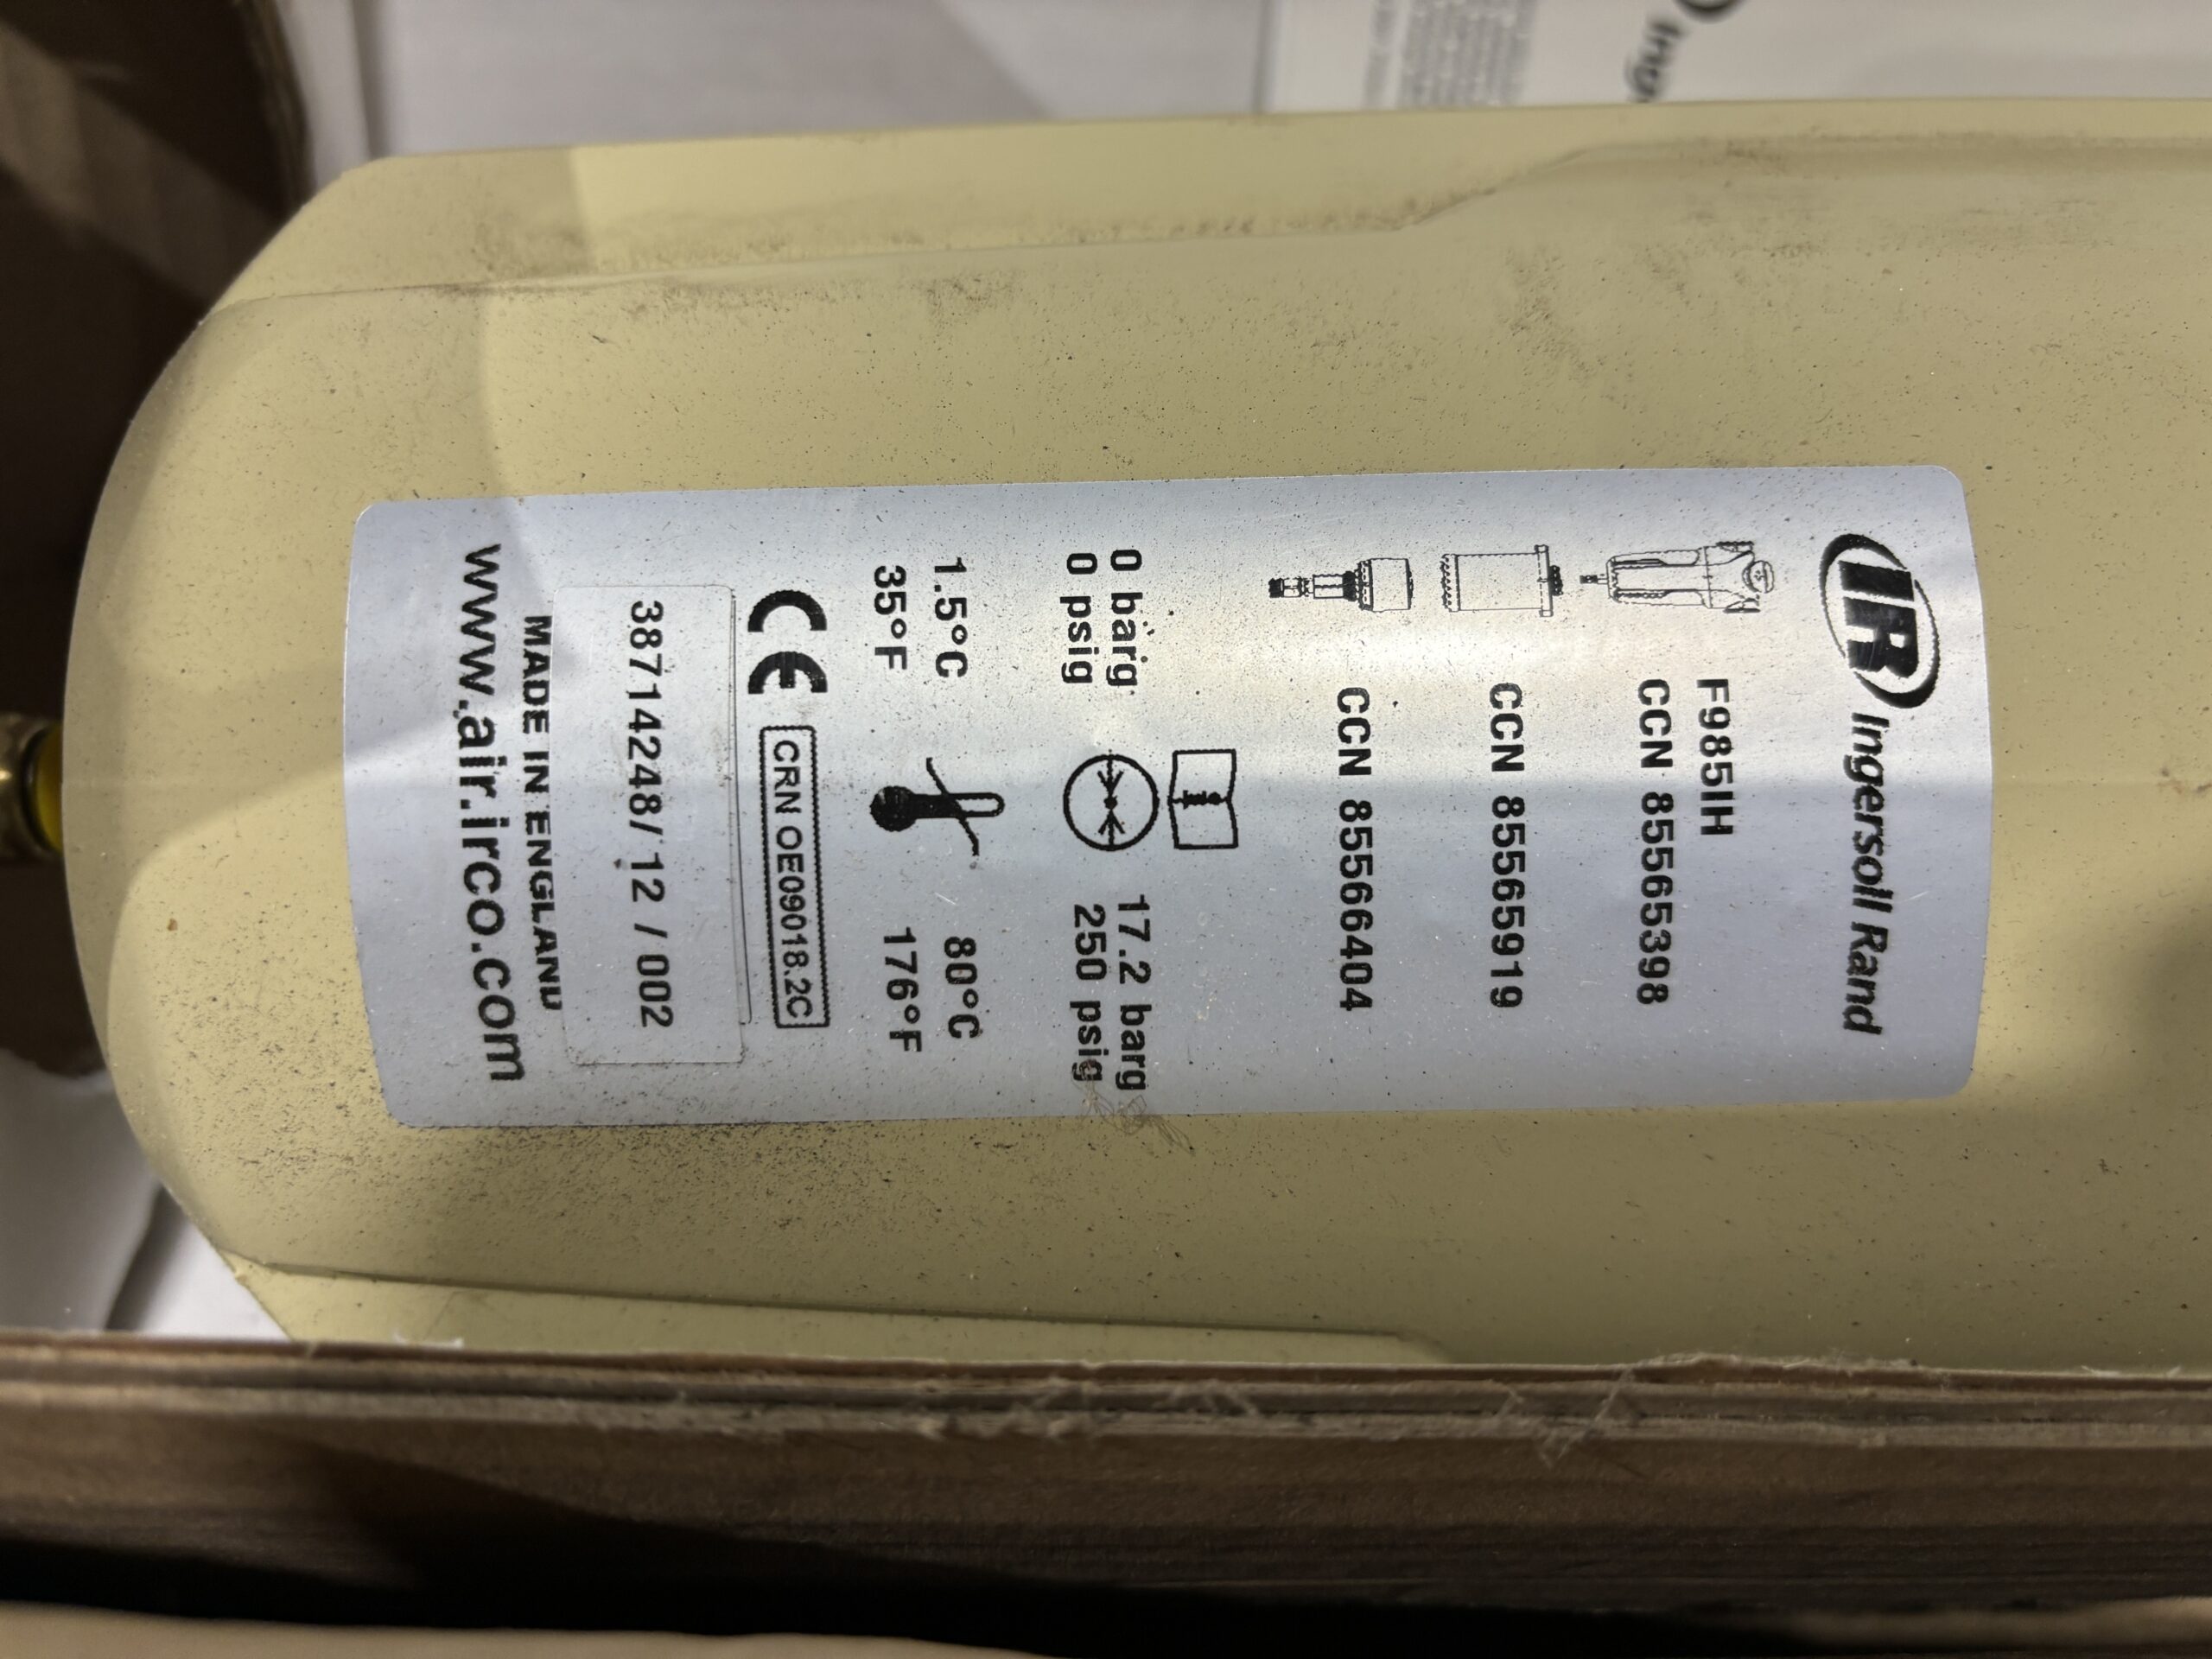 IR Ingersoll Rand
F985IH
CCN 85565398
CCN 85565919
CCN 85566404
0 barg 17.2 barg
0 psig 250 psig
1.5°C 80°C
35°F 176°F
CE CRN OE09018.2C
38714248/12/002
MADE IN ENGLAND
www.air.irco.com